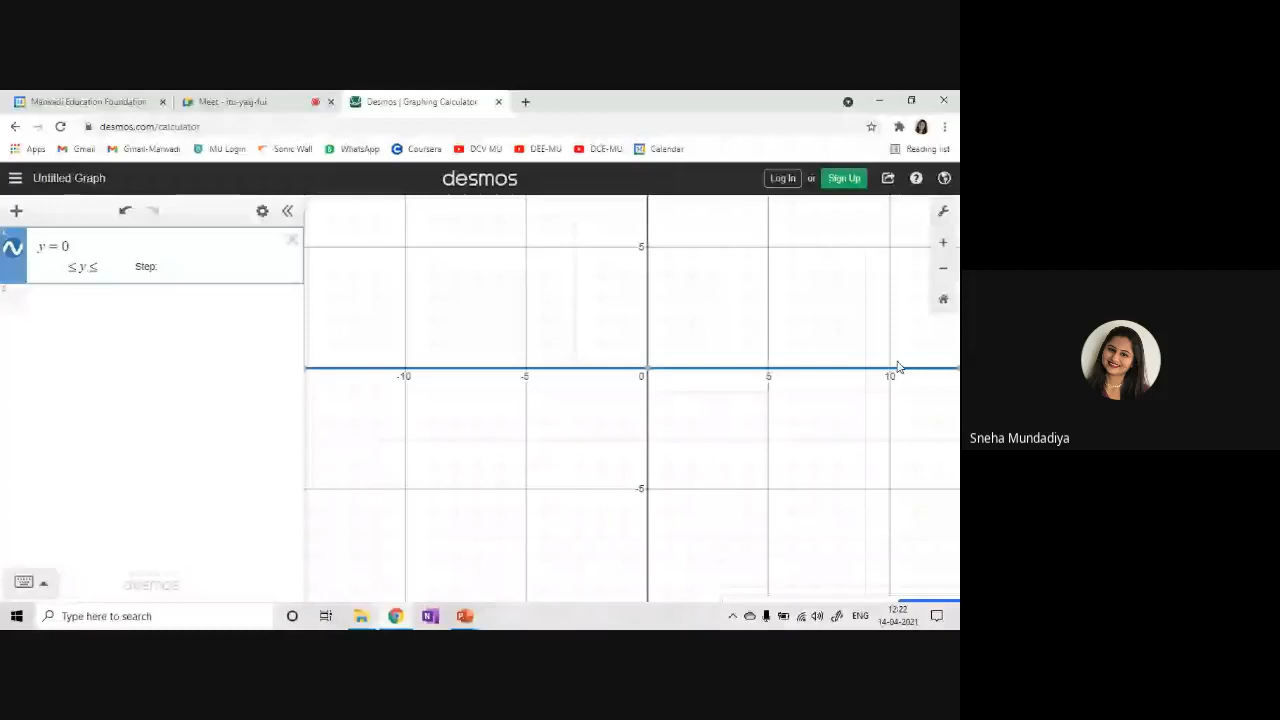 Marwadi Education Foundation
Meet - itu-yaij-fui
Desmos | Graphing Calculator
desmos.com/calculator
Apps
Gmail
Gmail-Marwadi
MU Login
Sonic Wall
WhatsApp
Coursera
DCV MU
DEE-MU
DCE-MU
Calendar
Reading list
Untitled Graph
desmos
Log In
or
Sign Up
y = 0
≤ y ≤
Step:
5
-10
-5
0
5
10
-5
desmos
Type here to search
ENG
12:22
14-04-2021
Sneha Mundadiya